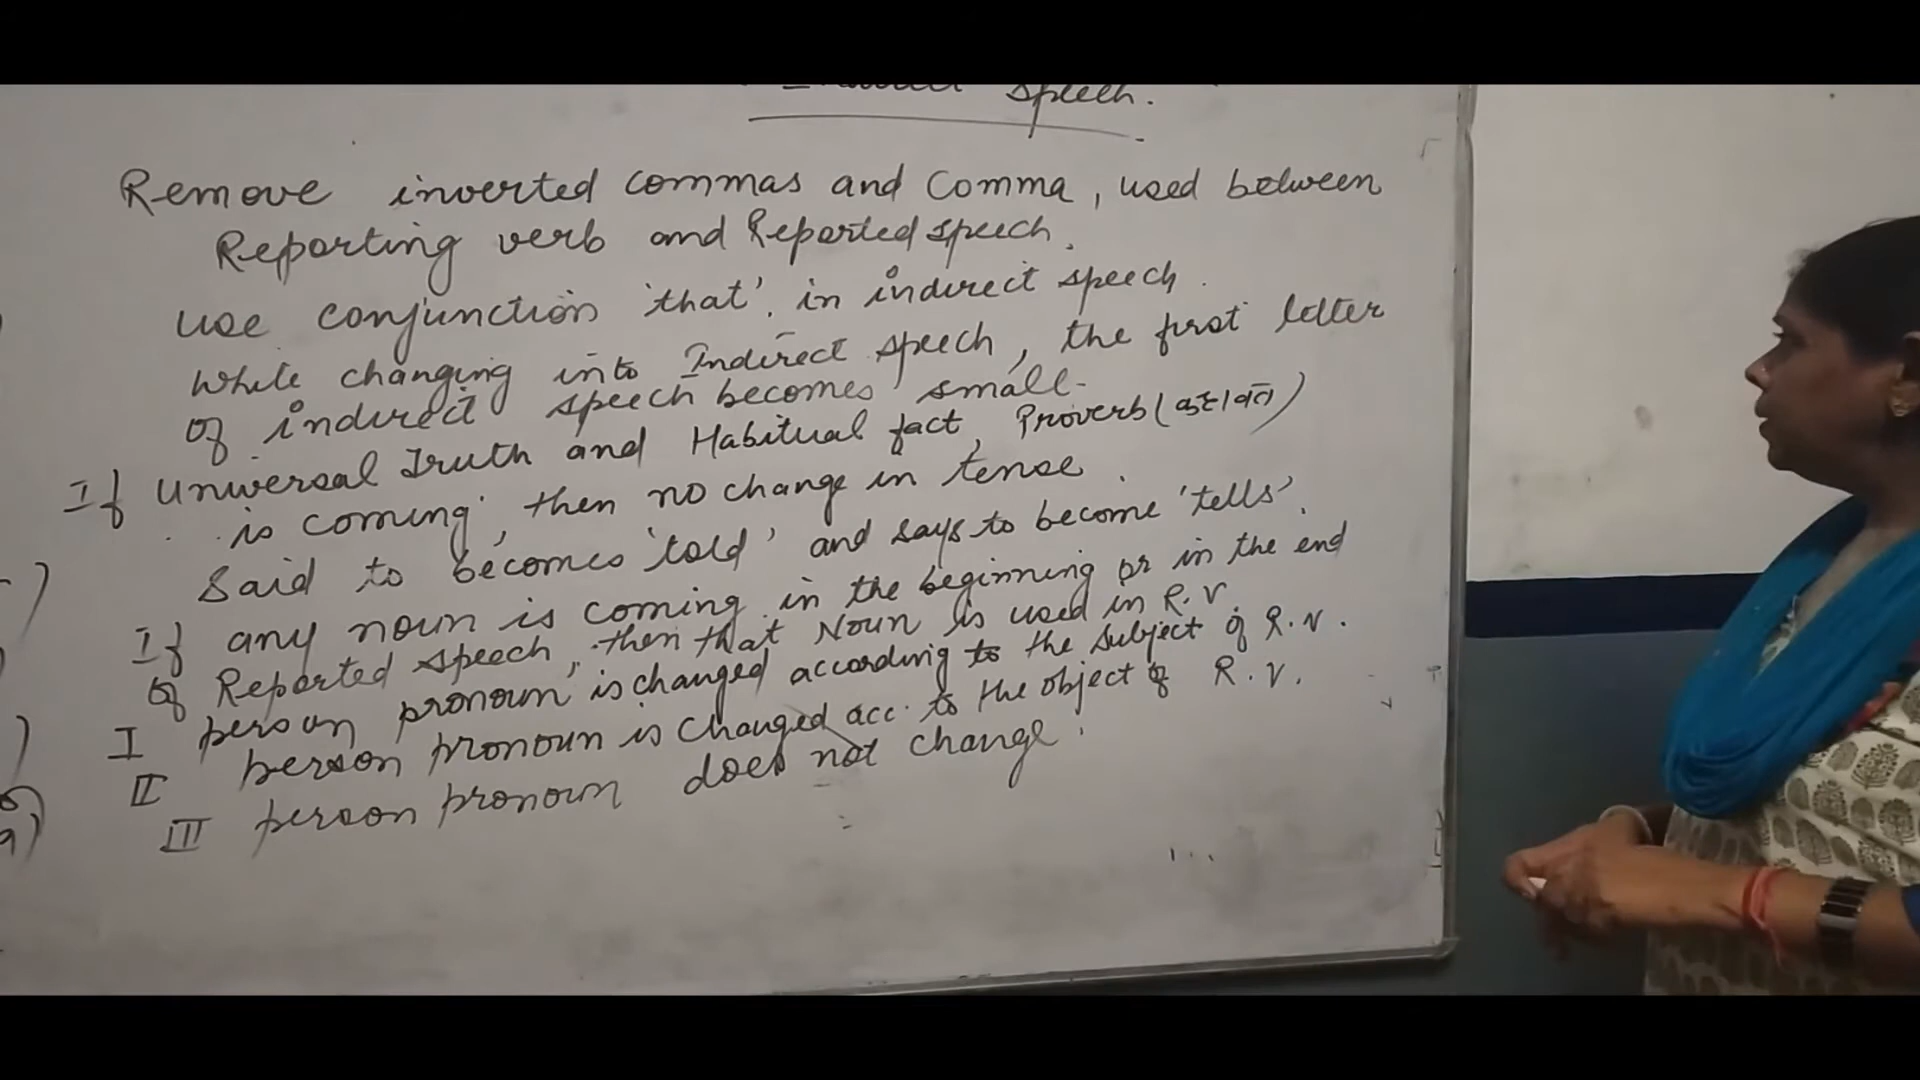 Indirect Speech.
Remove inverted commas and Comma, used between
Reporting verb and Reported speech.
Use conjunction 'that'. in indirect speech.
While changing into Indirect speech, the first letter
of indirect speech becomes small.
If Universal Truth and Habitual fact, Proverb (कहावत)
is coming, then no change in tense.
Said to becomes 'told' and says to become 'tells'.
If any noun is coming in the beginning or in the end
of Reported speech, then that Noun is used in R.V
I person pronoun is changed according to the subject of R.V.
II person pronoun is changed acc. to the object of R.V.
III person pronoun does not change.